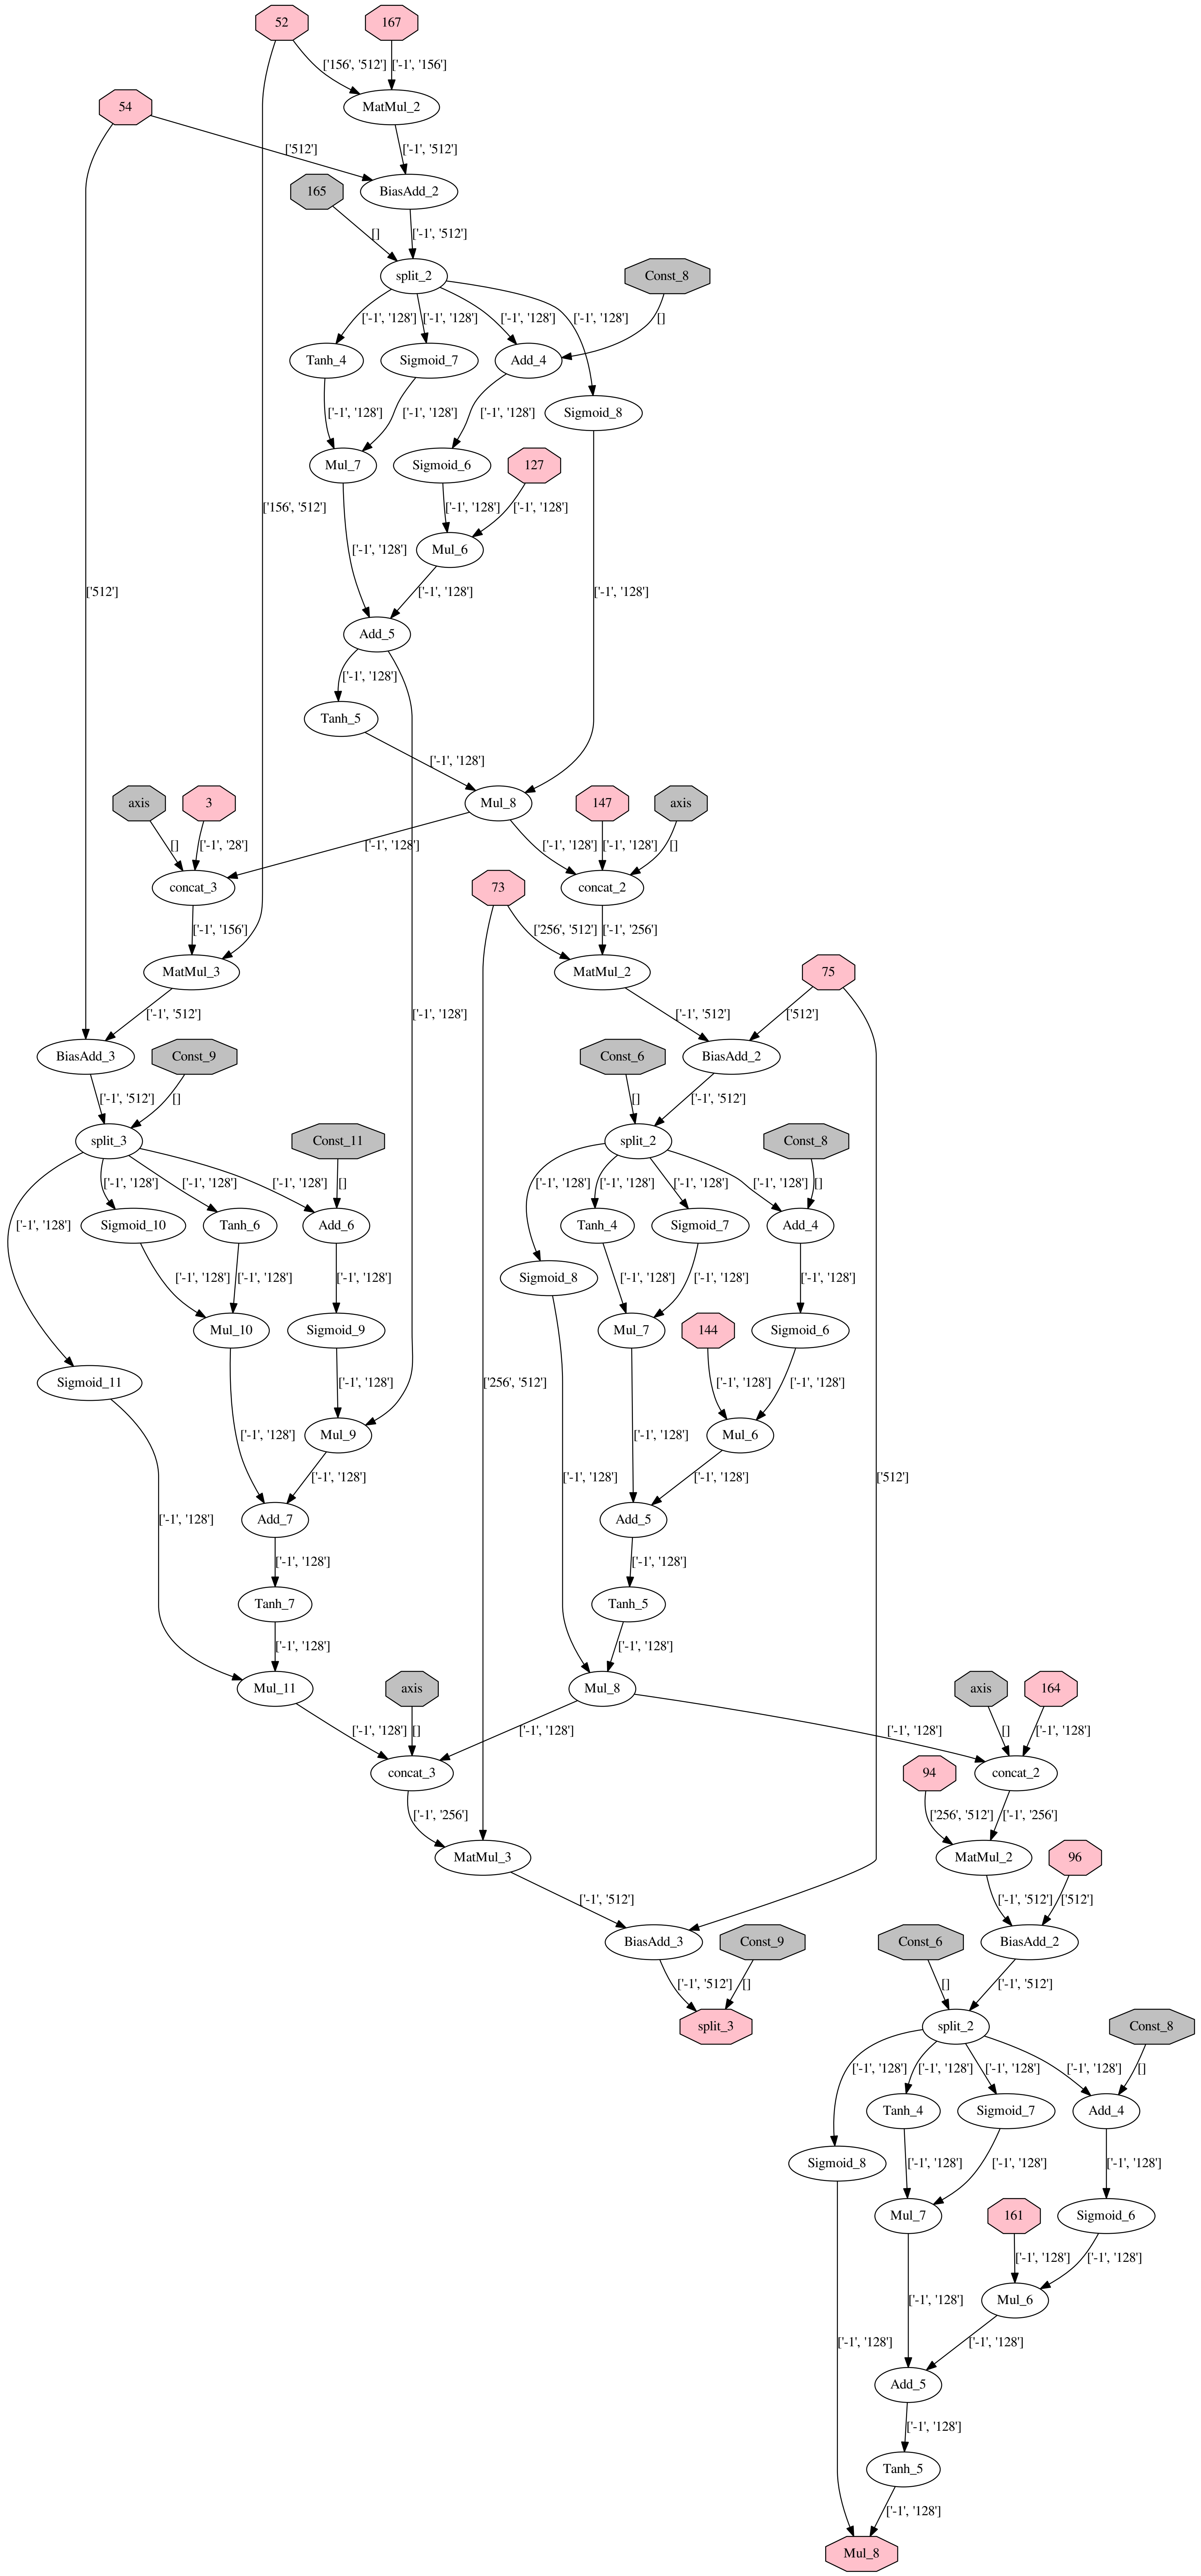 52 167
['156', '512'] ['-1', '156']
54 MatMul_2
['512'] ['-1', '512']
165 BiasAdd_2
[] ['-1', '512']
split_2 Const_8
['-1', '128'] ['-1', '128'] ['-1', '128'] ['-1', '128'] []
Tanh_4 Sigmoid_7 Add_4
['-1', '128'] ['-1', '128'] ['-1', '128'] Sigmoid_8
Mul_7 Sigmoid_6 127
['156', '512'] ['-1', '128'] ['-1', '128']
['-1', '128'] Mul_6
['512'] ['-1', '128'] ['-1', '128']
Add_5
['-1', '128']
Tanh_5
['-1', '128']
axis 3 Mul_8 147 axis
[] ['-1', '28'] ['-1', '128'] ['-1', '128'] ['-1', '128'] []
concat_3 73 concat_2
['-1', '156'] ['256', '512'] ['-1', '256']
MatMul_3 MatMul_2 75
['-1', '512'] ['-1', '128'] ['-1', '512'] ['512']
BiasAdd_3 Const_9 Const_6 BiasAdd_2
['-1', '512'] [] [] ['-1', '512']
split_3 Const_11 split_2 Const_8
['-1', '128'] ['-1', '128'] ['-1', '128'] [] ['-1', '128'] ['-1', '128'] ['-1', '128'] ['-1', '128'] []
['-1', '128'] Sigmoid_10 Tanh_6 Add_6 Tanh_4 Sigmoid_7 Add_4
['-1', '128'] ['-1', '128'] ['-1', '128'] Sigmoid_8 ['-1', '128'] ['-1', '128'] ['-1', '128']
Mul_10 Sigmoid_9 Mul_7 144 Sigmoid_6
Sigmoid_11 ['-1', '128'] ['256', '512'] ['-1', '128'] ['-1', '128']
['-1', '128'] Mul_9 ['-1', '128'] Mul_6
['-1', '128'] ['-1', '128'] ['-1', '128'] ['512']
['-1', '128'] Add_7 Add_5
['-1', '128'] ['-1', '128']
Tanh_7 Tanh_5
['-1', '128'] ['-1', '128']
Mul_11 axis Mul_8 axis 164
['-1', '128'] [] ['-1', '128'] ['-1', '128'] [] ['-1', '128']
concat_3 94 concat_2
['-1', '256'] ['256', '512'] ['-1', '256']
MatMul_3 MatMul_2 96
['-1', '512'] ['-1', '512'] ['512']
BiasAdd_3 Const_9 Const_6 BiasAdd_2
['-1', '512'] [] [] ['-1', '512']
split_3 split_2 Const_8
['-1', '128'] ['-1', '128'] ['-1', '128'] ['-1', '128'] []
Tanh_4 Sigmoid_7 Add_4
Sigmoid_8 ['-1', '128'] ['-1', '128'] ['-1', '128']
Mul_7 161 Sigmoid_6
['-1', '128'] ['-1', '128']
['-1', '128'] Mul_6
['-1', '128'] ['-1', '128']
Add_5
['-1', '128']
Tanh_5
['-1', '128']
Mul_8